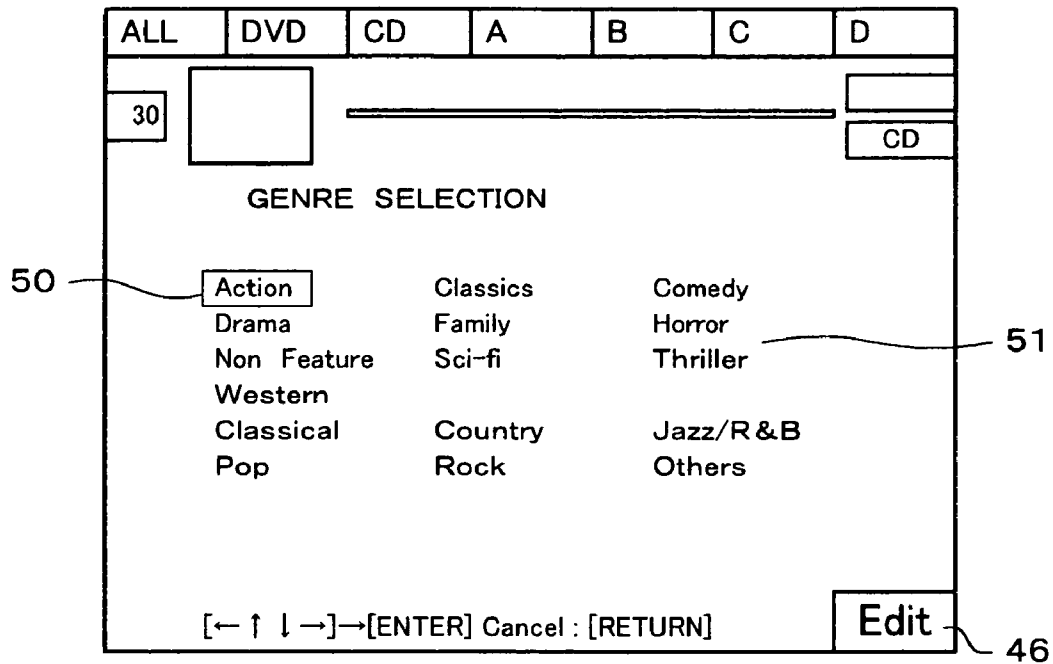 ALL DVD CD A B C D
30
CD
GENRE SELECTION
50 Action Classics Comedy
Drama Family Horror
Non Feature Sci-fi Thriller 51
Western
Classical Country Jazz/R&B
Pop Rock Others
[← ↑ ↓ →]→[ENTER] Cancel : [RETURN] Edit
46